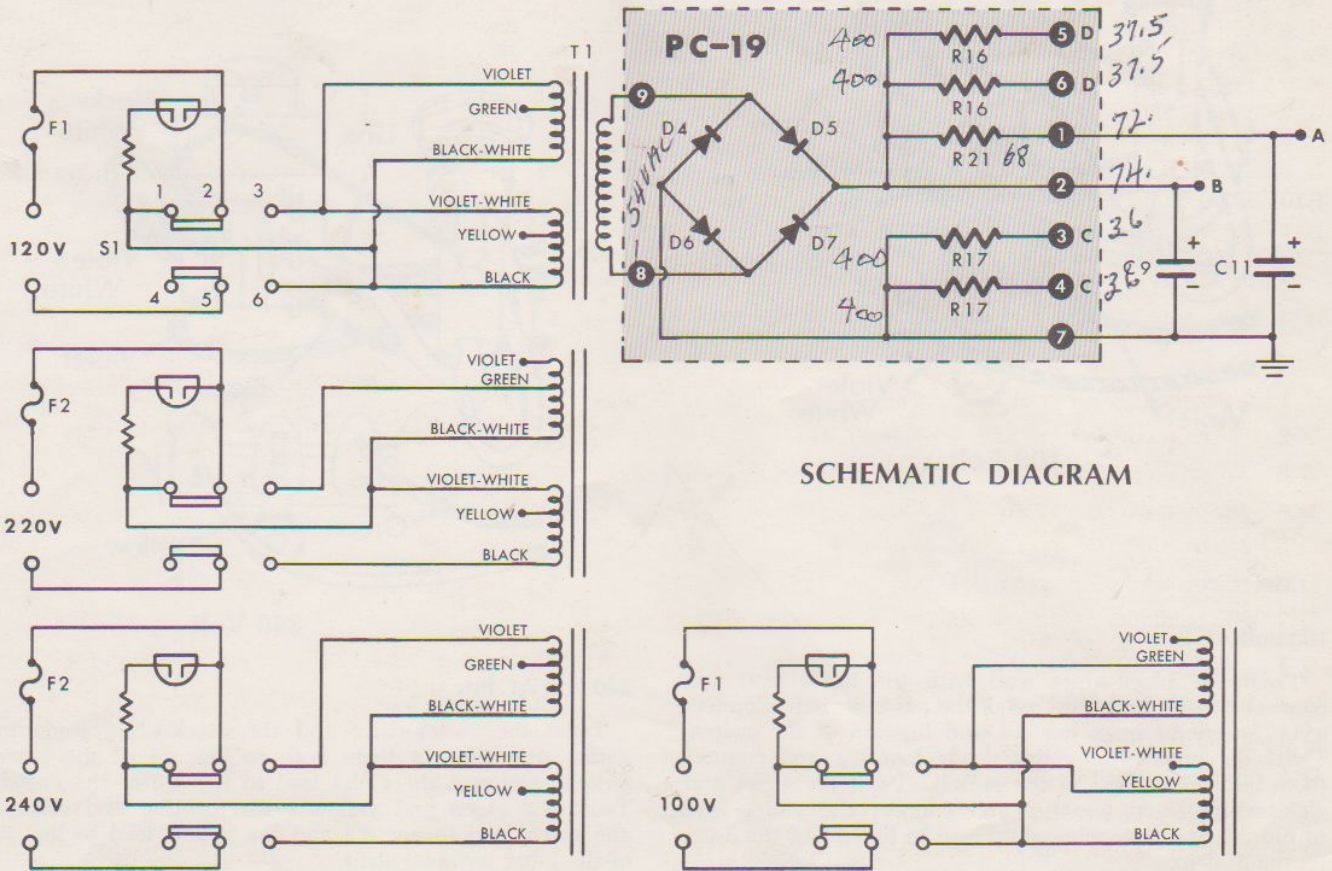 T1
PC-19
F1
VIOLET
GREEN
BLACK-WHITE
VIOLET-WHITE
YELLOW
BLACK
1 2 3
120V
S1
4 5 6
9
8
54VAC
D4 D5
D6 D7
400 R16 5 D 37.5
400 R16 6 D 37.5
R21 68 1 72. A
2 74. B
400 R17 3 C 36
400 R17 4 C 36
7
C9 + -
C11 + -
F2
220V
VIOLET
GREEN
BLACK-WHITE
VIOLET-WHITE
YELLOW
BLACK
SCHEMATIC DIAGRAM
F2
240V
VIOLET
GREEN
BLACK-WHITE
VIOLET-WHITE
YELLOW
BLACK
F1
100V
VIOLET
GREEN
BLACK-WHITE
VIOLET-WHITE
YELLOW
BLACK